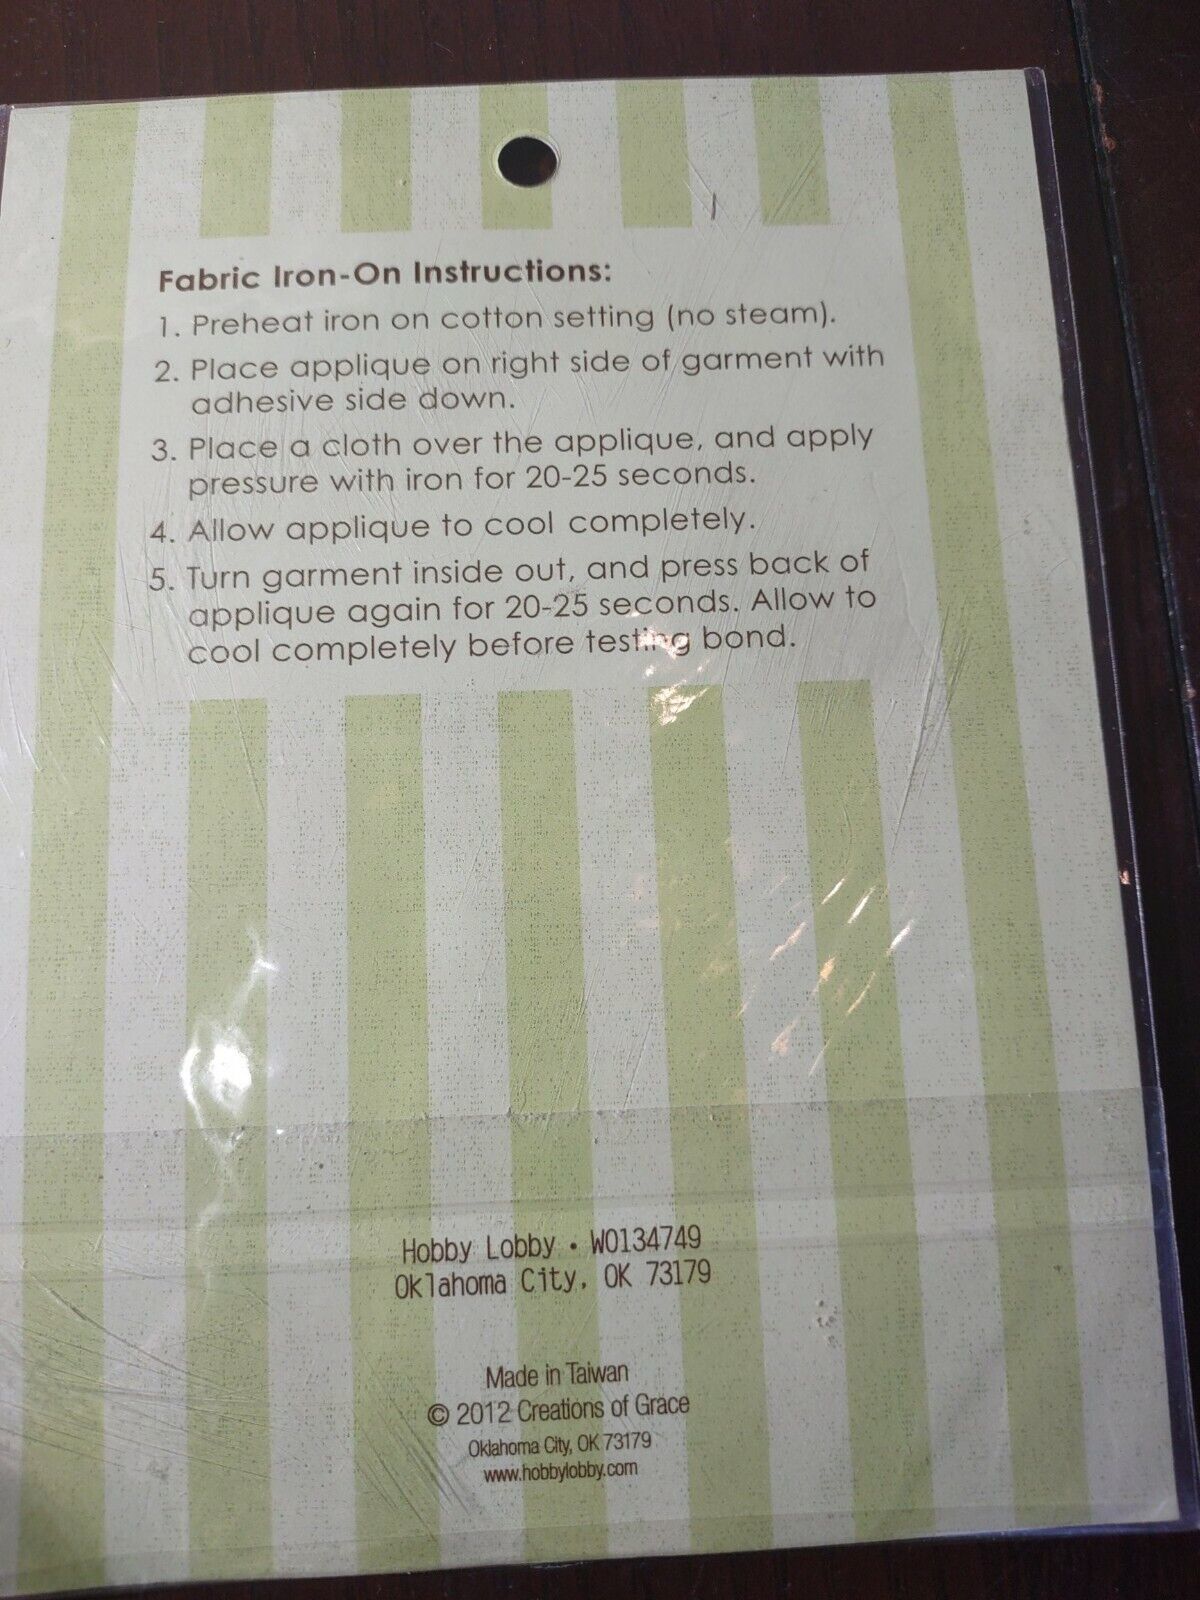 Fabric Iron-On Instructions:
1. Preheat iron on cotton setting (no steam).
2. Place applique on right side of garment with
adhesive side down.
3. Place a cloth over the applique, and apply
pressure with iron for 20-25 seconds.
4. Allow applique to cool completely.
5. Turn garment inside out, and press back of
applique again for 20-25 seconds. Allow to
cool completely before testing bond.
Hobby Lobby • WO134749
Oklahoma City, OK 73179
Made in Taiwan
© 2012 Creations of Grace
Oklahoma City, OK 73179
www.hobbylobby.com